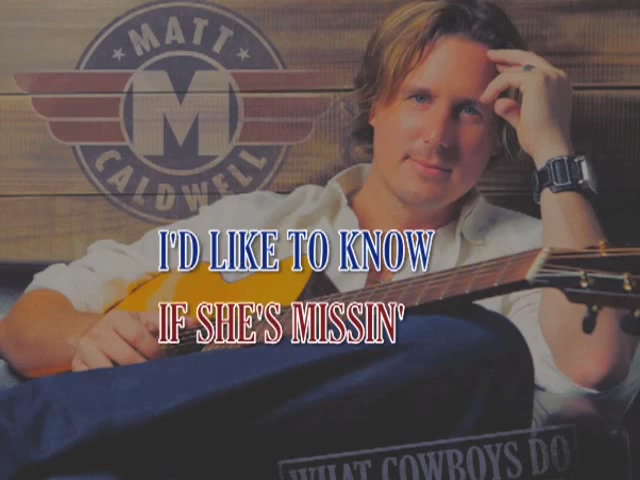 MATT
M
CALDWELL
I'D LIKE TO KNOW
IF SHE'S MISSIN'
WHAT COWBOYS DO